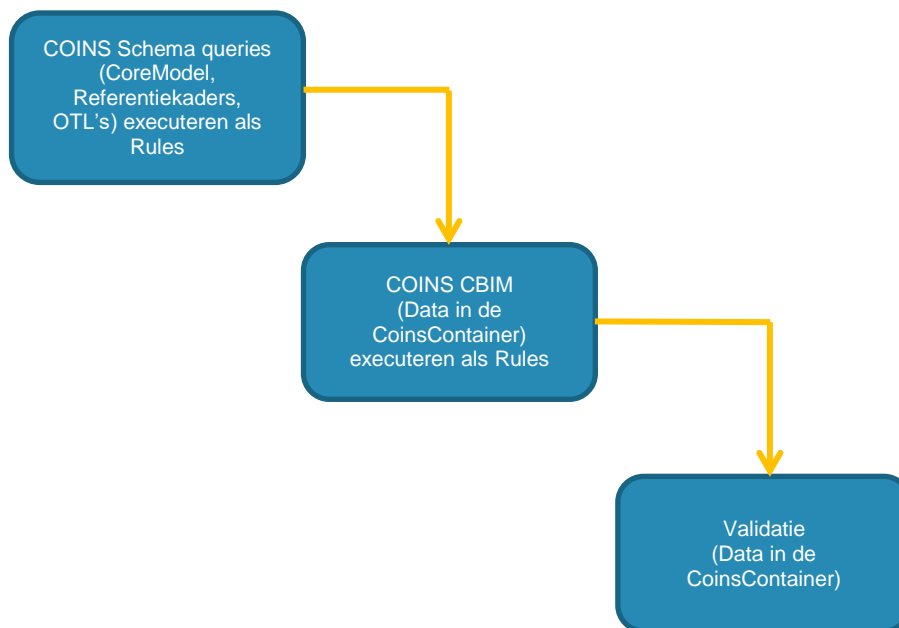 COINS Schema queries
(CoreModel,
Referentiekaders,
OTL's) executeren als
Rules
COINS CBIM
(Data in de
CoinsContainer)
executeren als Rules
Validatie
(Data in de
CoinsContainer)